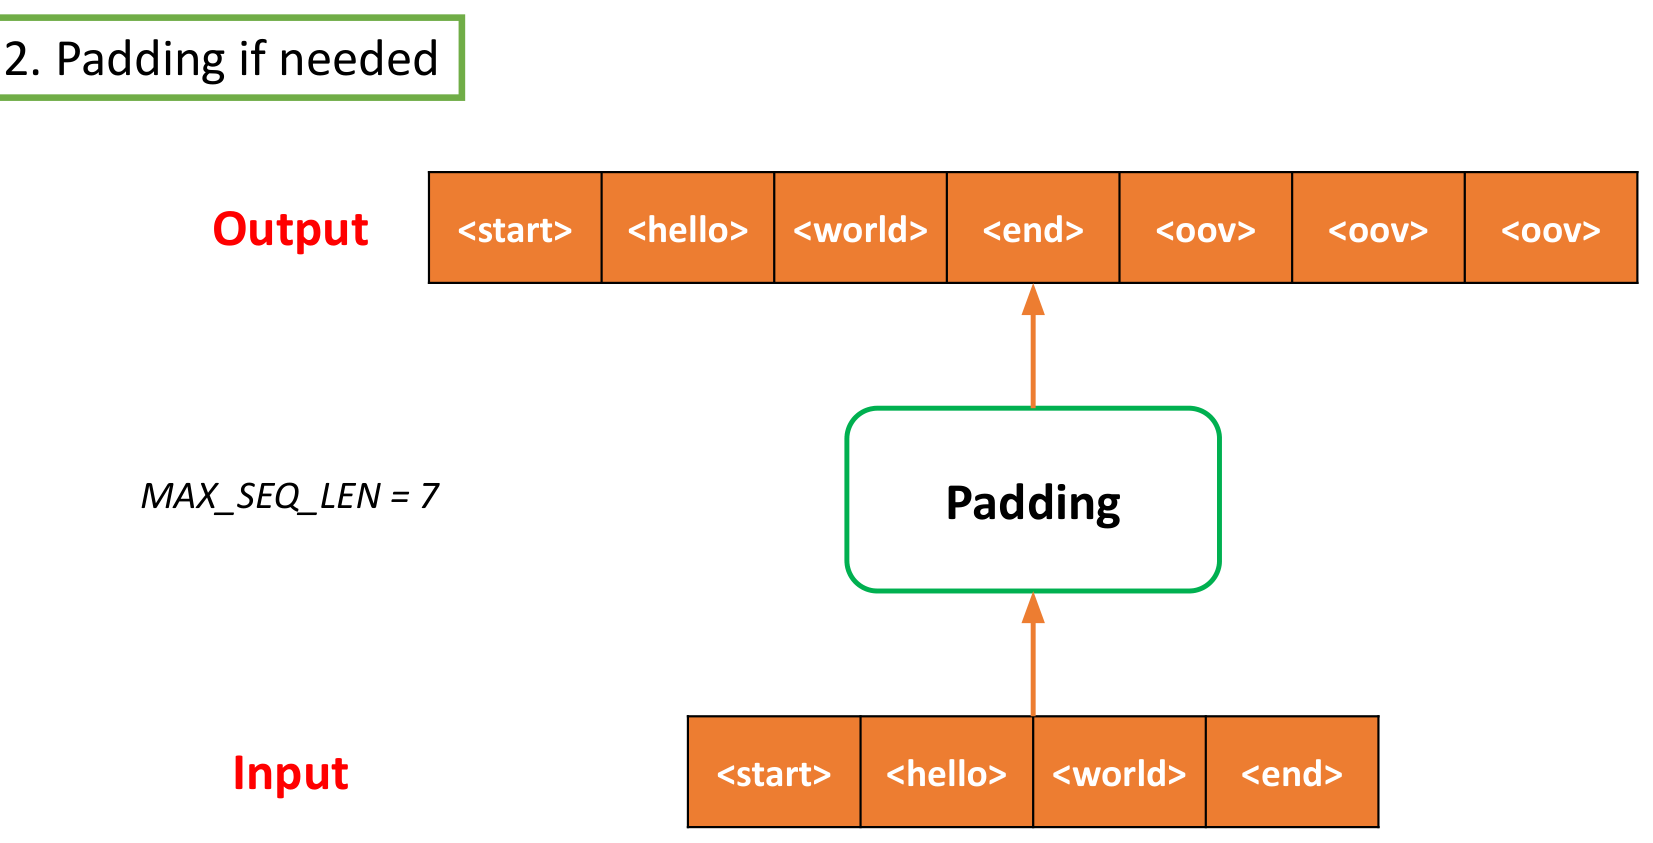 2. Padding if needed
Output
<start> <hello> <world> <end> <oov> <oov> <oov>
MAX_SEQ_LEN = 7
Padding
Input
<start> <hello> <world> <end>